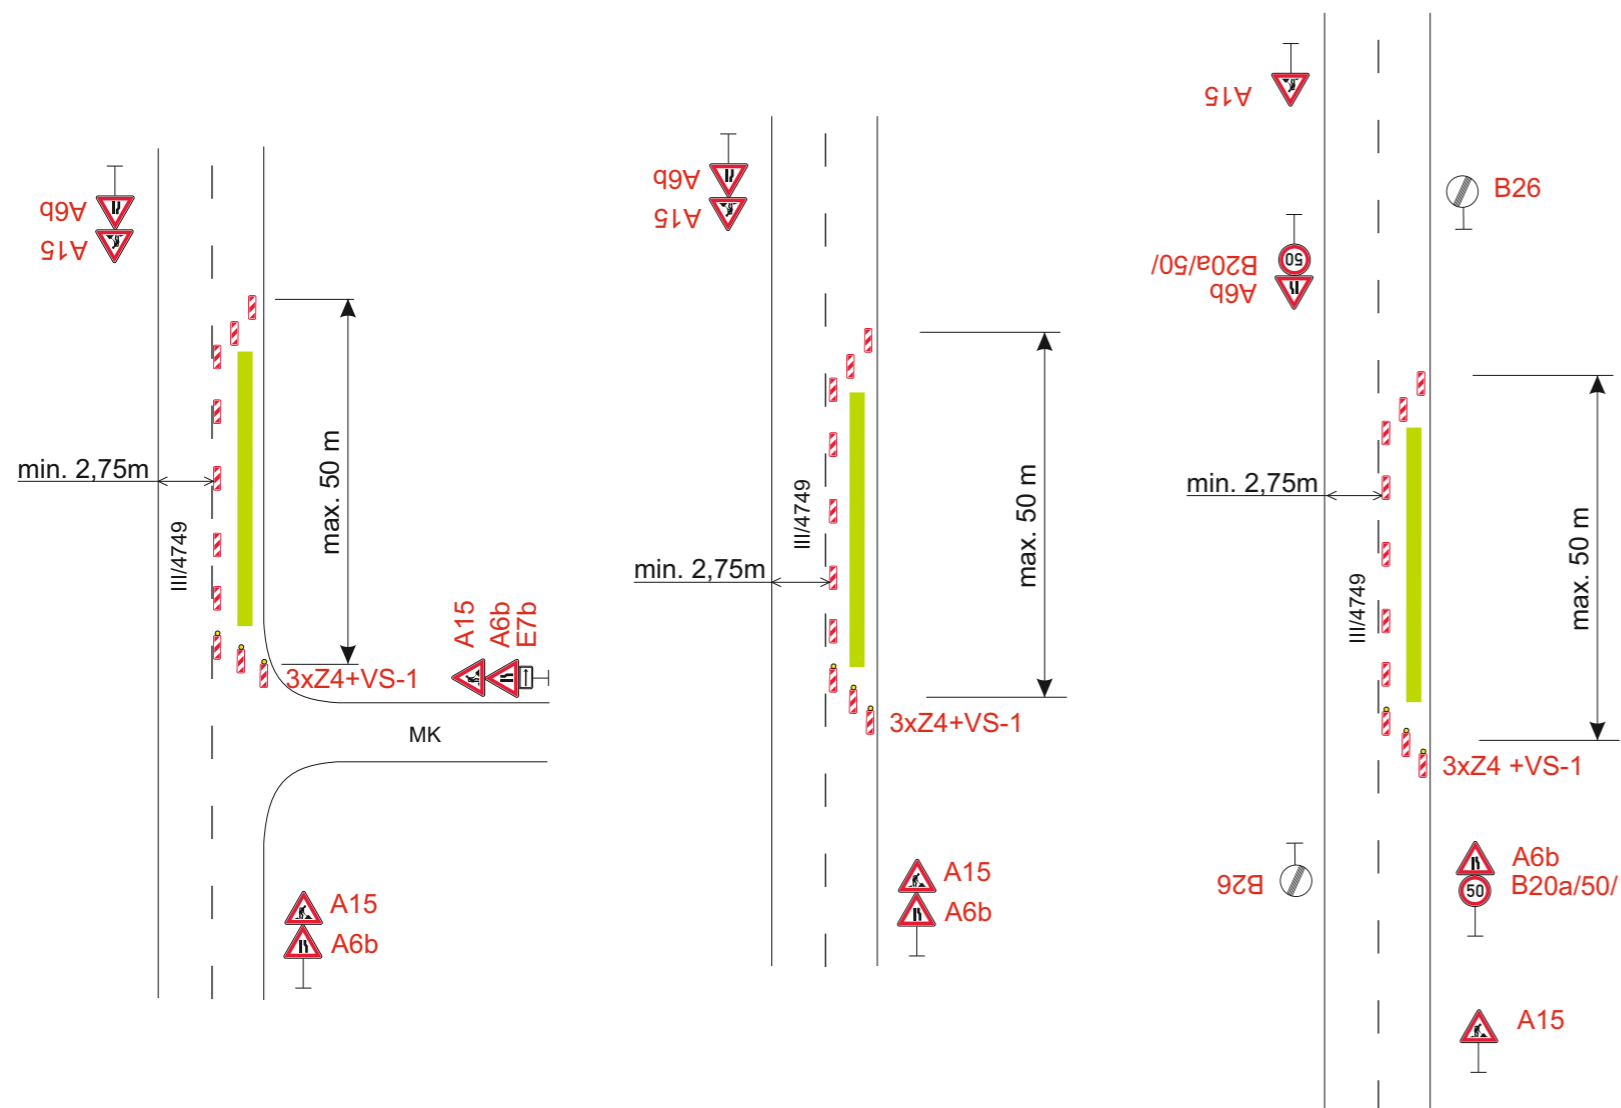 A6b
A15
min. 2,75m
III/4749
max. 50 m
A15
A6b
E7b
3xZ4+VS-1
MK
A15
A6b
A6b
A15
min. 2,75m
III/4749
max. 50 m
3xZ4+VS-1
A15
A6b
A15
B26
50
B20a/50/
A6b
min. 2,75m
III/4749
max. 50 m
3xZ4 +VS-1
B26
A6b
50
B20a/50/
A15